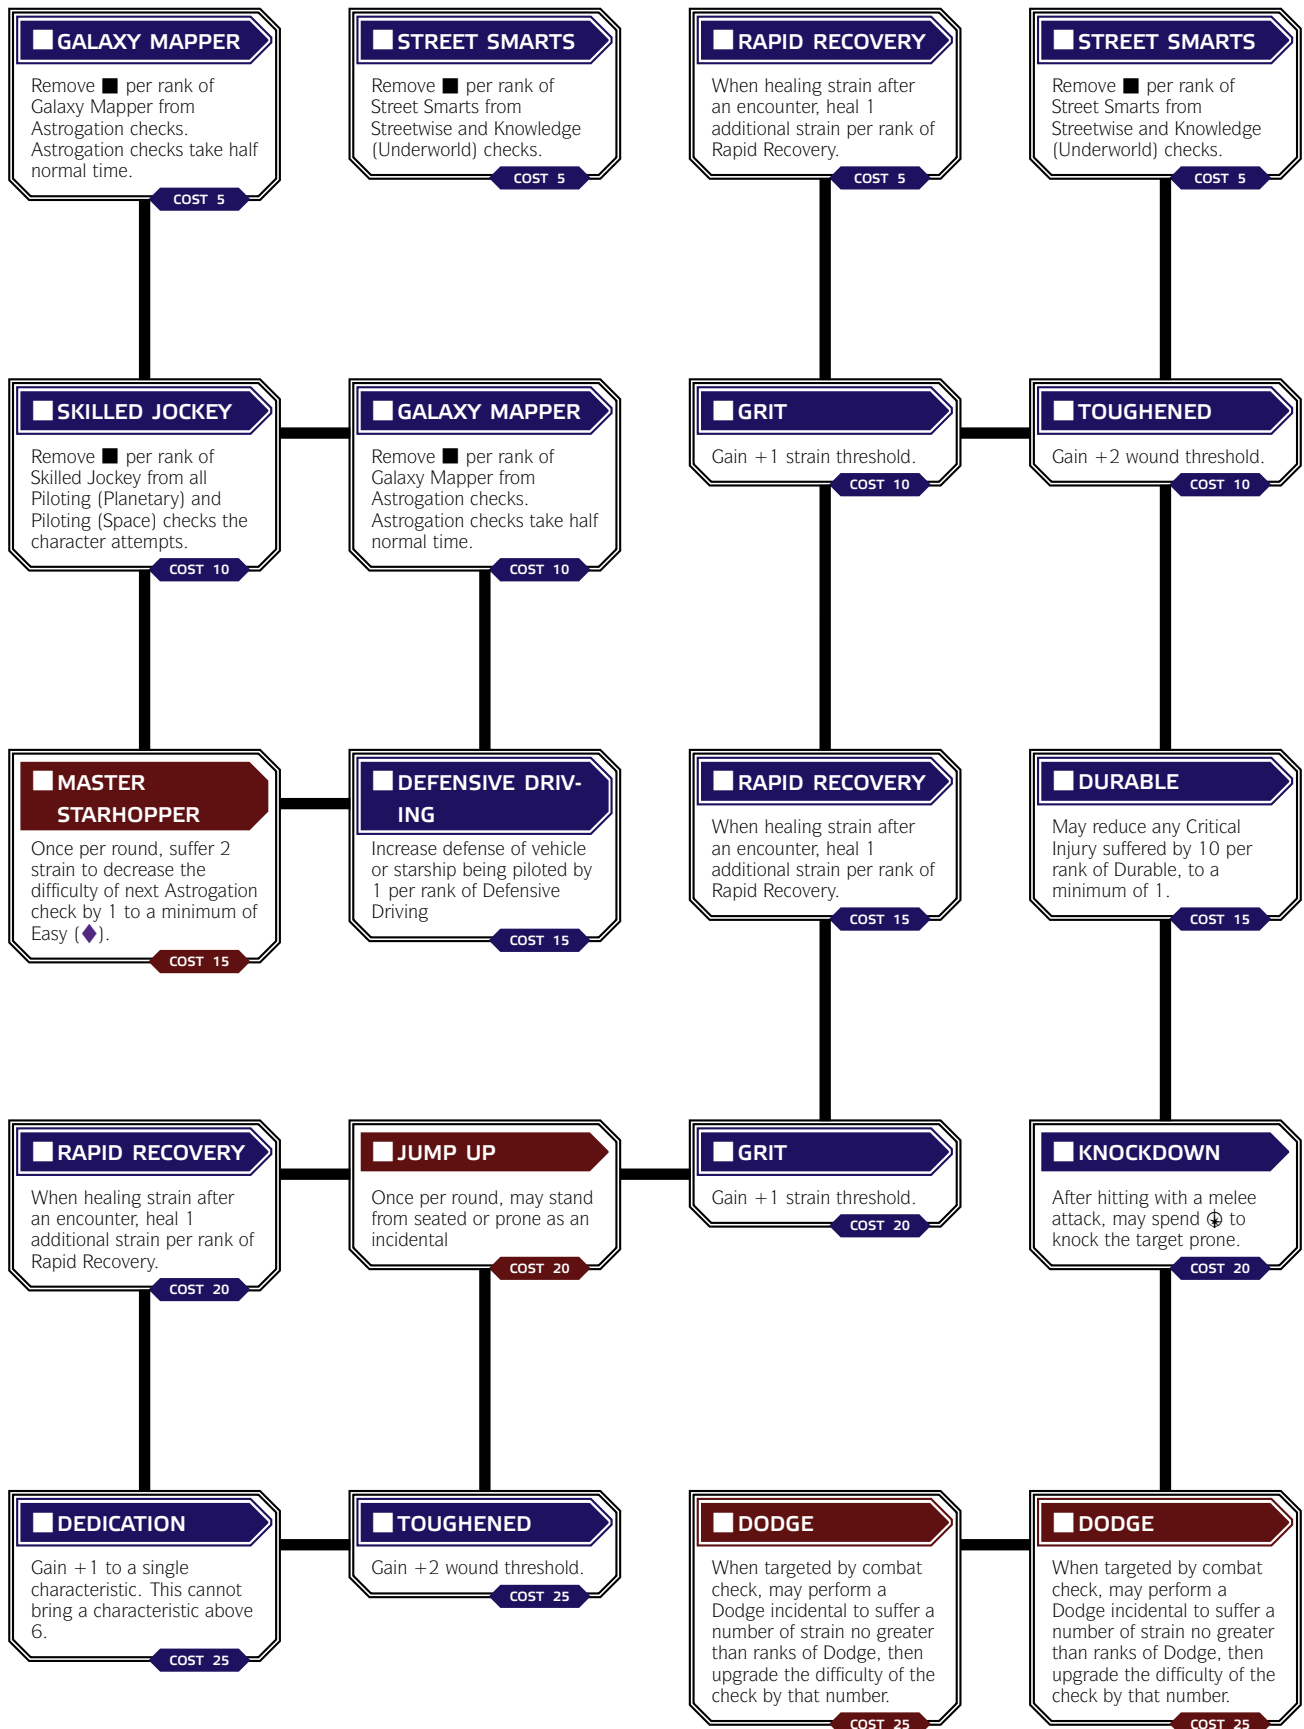 GALAXY MAPPER
Remove ■ per rank of
Galaxy Mapper from
Astrogation checks.
Astrogation checks take half
normal time.
COST 5
STREET SMARTS
Remove ■ per rank of
Street Smarts from
Streetwise and Knowledge
(Underworld) checks.
COST 5
RAPID RECOVERY
When healing strain after
an encounter, heal 1
additional strain per rank of
Rapid Recovery.
COST 5
STREET SMARTS
Remove ■ per rank of
Street Smarts from
Streetwise and Knowledge
(Underworld) checks.
COST 5
SKILLED JOCKEY
Remove ■ per rank of
Skilled Jockey from all
Piloting (Planetary) and
Piloting (Space) checks the
character attempts.
COST 10
GALAXY MAPPER
Remove ■ per rank of
Galaxy Mapper from
Astrogation checks.
Astrogation checks take half
normal time.
COST 10
GRIT
Gain +1 strain threshold.
COST 10
TOUGHENED
Gain +2 wound threshold.
COST 10
MASTER
STARHOPPER
Once per round, suffer 2
strain to decrease the
difficulty of next Astrogation
check by 1 to a minimum of
Easy (♦).
COST 15
DEFENSIVE DRIV-
ING
Increase defense of vehicle
or starship being piloted by
1 per rank of Defensive
Driving
COST 15
RAPID RECOVERY
When healing strain after
an encounter, heal 1
additional strain per rank of
Rapid Recovery.
COST 15
DURABLE
May reduce any Critical
Injury suffered by 10 per
rank of Durable, to a
minimum of 1.
COST 15
RAPID RECOVERY
When healing strain after
an encounter, heal 1
additional strain per rank of
Rapid Recovery.
COST 20
JUMP UP
Once per round, may stand
from seated or prone as an
incidental
COST 20
GRIT
Gain +1 strain threshold.
COST 20
KNOCKDOWN
After hitting with a melee
attack, may spend to
knock the target prone.
COST 20
DEDICATION
Gain +1 to a single
characteristic. This cannot
bring a characteristic above
6.
COST 25
TOUGHENED
Gain +2 wound threshold.
COST 25
DODGE
When targeted by combat
check, may perform a
Dodge incidental to suffer a
number of strain no greater
than ranks of Dodge, then
upgrade the difficulty of the
check by that number.
COST 25
DODGE
When targeted by combat
check, may perform a
Dodge incidental to suffer a
number of strain no greater
than ranks of Dodge, then
upgrade the difficulty of the
check by that number.
COST 25